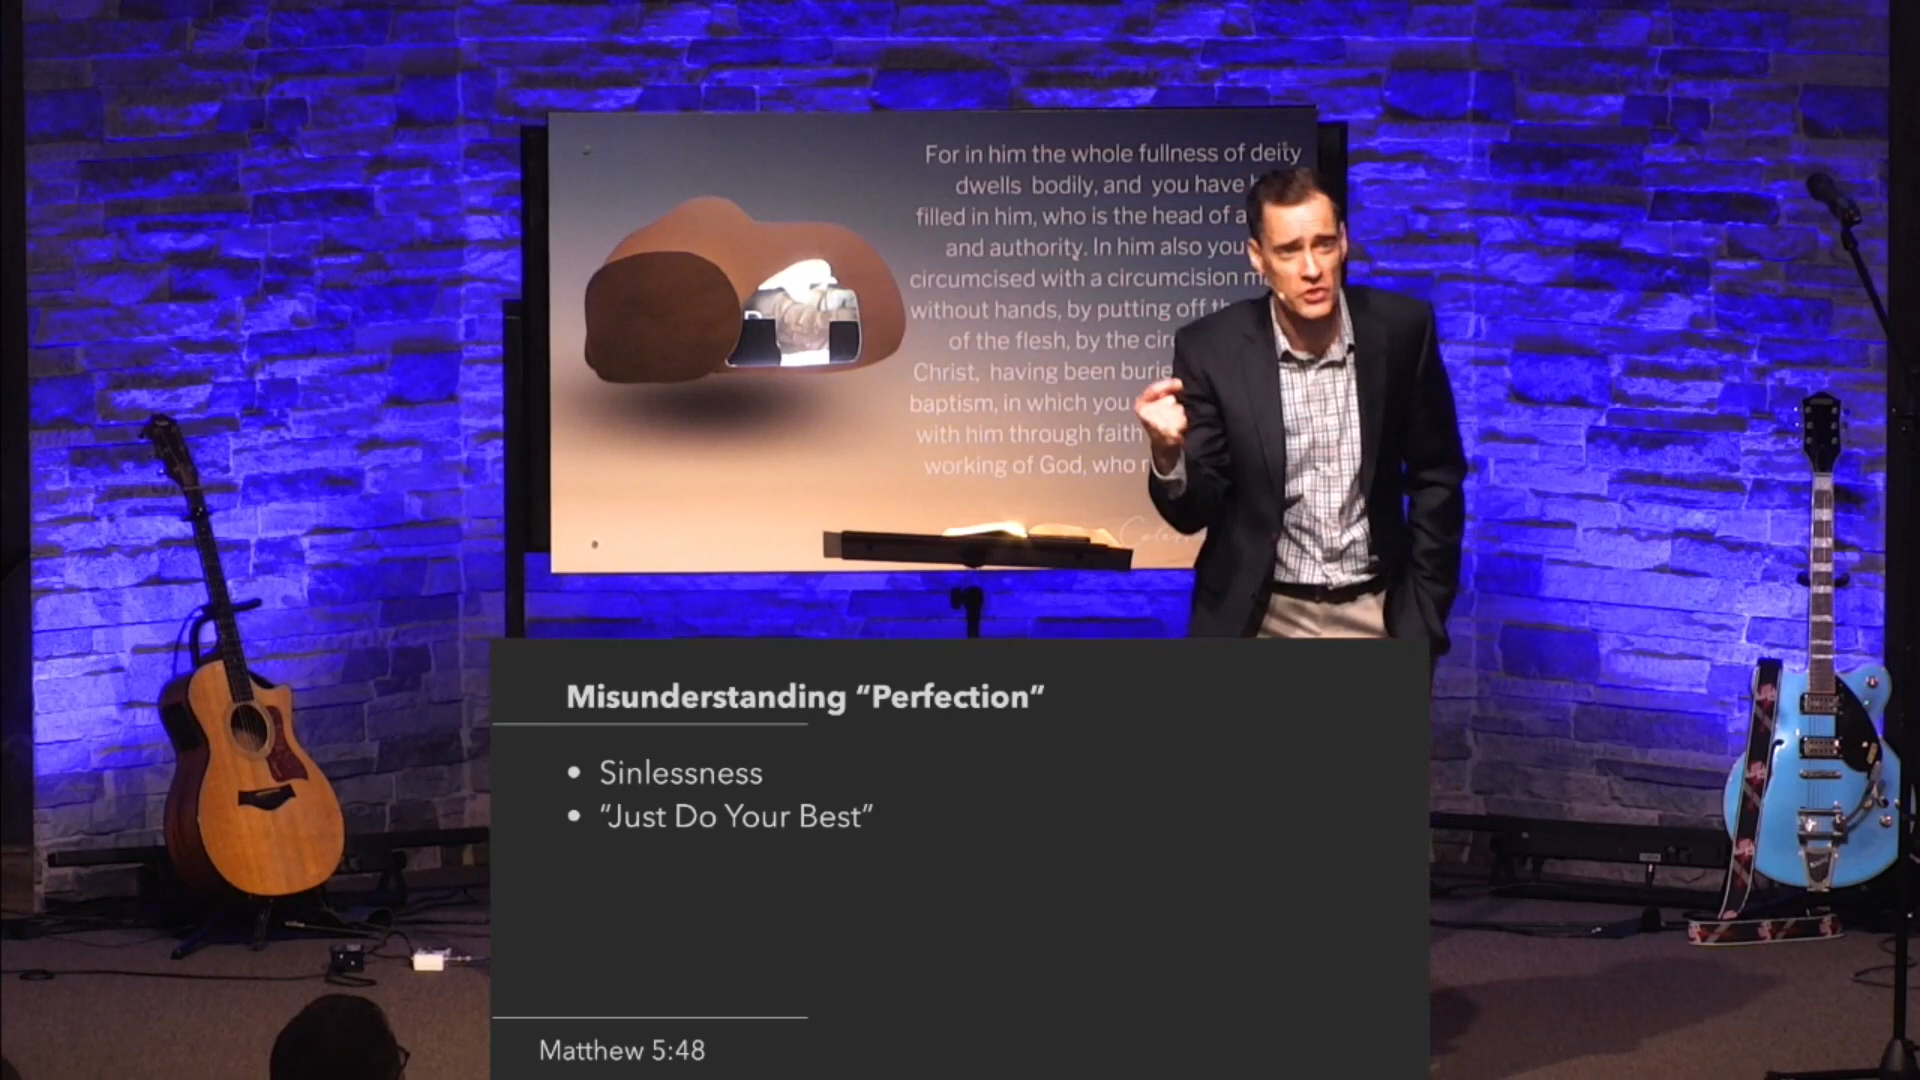 For in him the whole fullness of deity
dwells bodily, and you have
filled in him, who is the head of
and authority. In him also you
circumcised with a circumcision
without hands, by putting off
of the flesh, by the
Christ, having been
baptism, in which you
with him through faith
working of God, who
Misunderstanding “Perfection”
• Sinlessness
• “Just Do Your Best”
Matthew 5:48